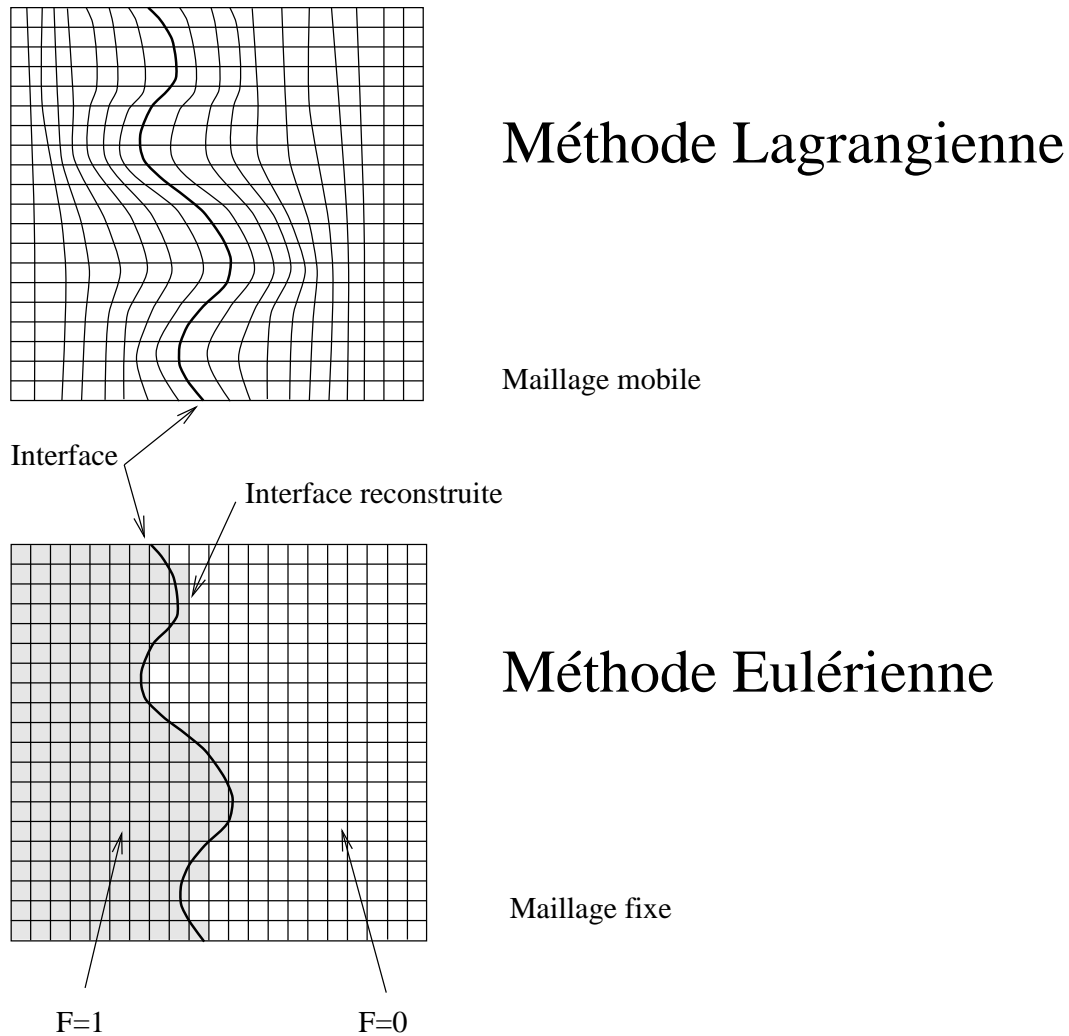 Méthode Lagrangienne
Maillage mobile
Interface
Interface reconstruite
Méthode Eulérienne
Maillage fixe
F=1
F=0